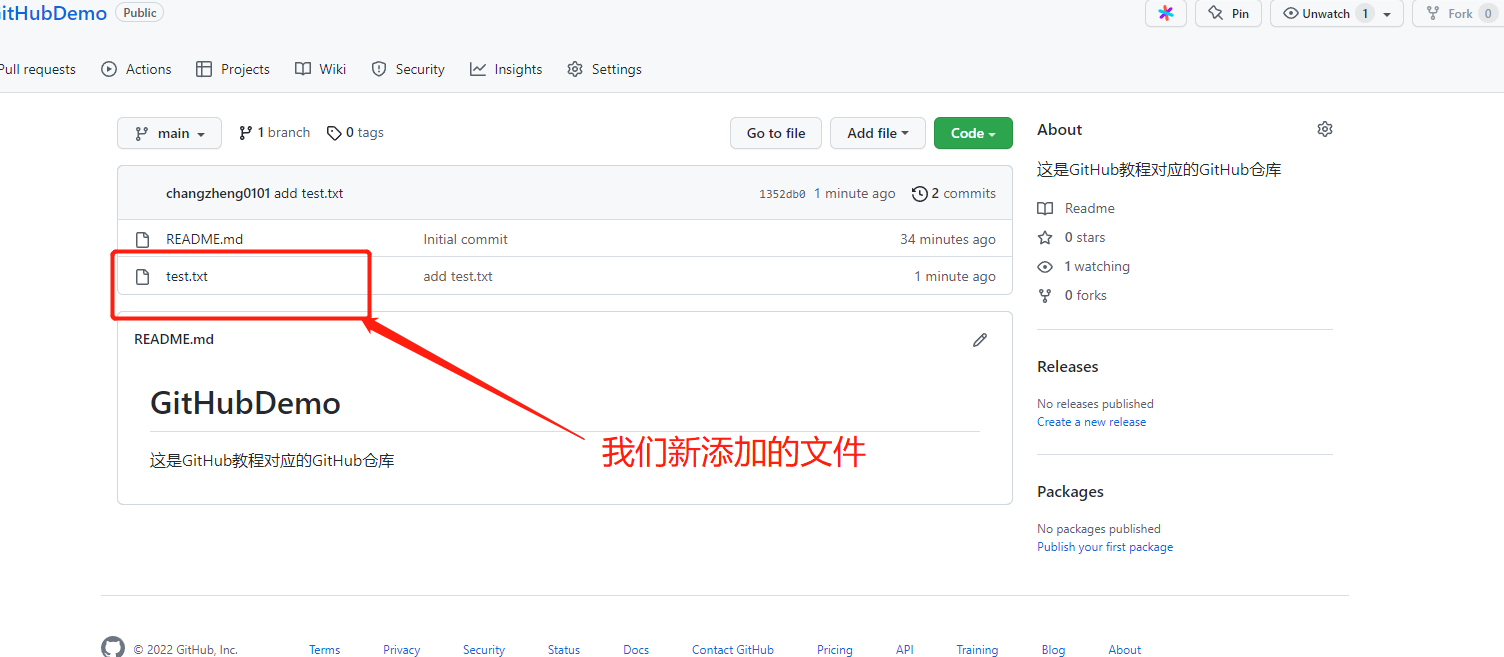 itHubDemo Public
Pin Unwatch 1 Fork 0
Pull requests Actions Projects Wiki Security Insights Settings
main 1 branch 0 tags Go to file Add file Code
changzheng0101 add test.txt 1352db0 1 minute ago 2 commits
README.md Initial commit 34 minutes ago
test.txt add test.txt 1 minute ago
README.md
GitHubDemo
这是GitHub教程对应的GitHub仓库
我们新添加的文件
About
这是GitHub教程对应的GitHub仓库
Readme
0 stars
1 watching
0 forks
Releases
No releases published
Create a new release
Packages
No packages published
Publish your first package
© 2022 GitHub, Inc. Terms Privacy Security Status Docs Contact GitHub Pricing API Training Blog About